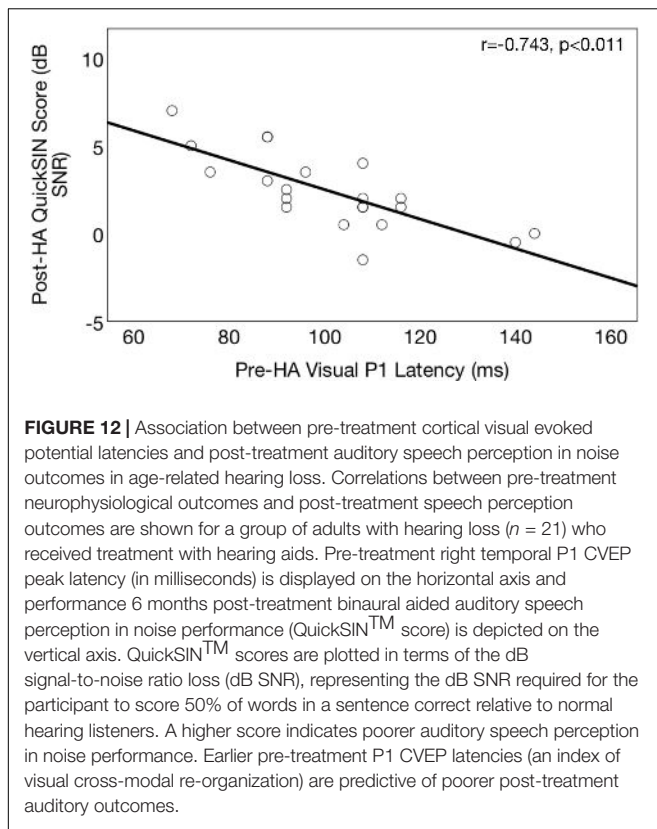 r=-0.743, p<0.011
Post-HA QuickSIN Score (dB
SNR)
10
5
0
-5
60 80 100 120 140 160
Pre-HA Visual P1 Latency (ms)
FIGURE 12 | Association between pre-treatment cortical visual evoked
potential latencies and post-treatment auditory speech perception in noise
outcomes in age-related hearing loss. Correlations between pre-treatment
neurophysiological outcomes and post-treatment speech perception
outcomes are shown for a group of adults with hearing loss (n = 21) who
received treatment with hearing aids. Pre-treatment right temporal P1 CVEP
peak latency (in milliseconds) is displayed on the horizontal axis and
performance 6 months post-treatment binaural aided auditory speech
perception in noise performance (QuickSIN™ score) is depicted on the
vertical axis. QuickSIN™ scores are plotted in terms of the dB
signal-to-noise ratio loss (dB SNR), representing the dB SNR required for the
participant to score 50% of words in a sentence correct relative to normal
hearing listeners. A higher score indicates poorer auditory speech perception
in noise performance. Earlier pre-treatment P1 CVEP latencies (an index of
visual cross-modal re-organization) are predictive of poorer post-treatment
auditory outcomes.